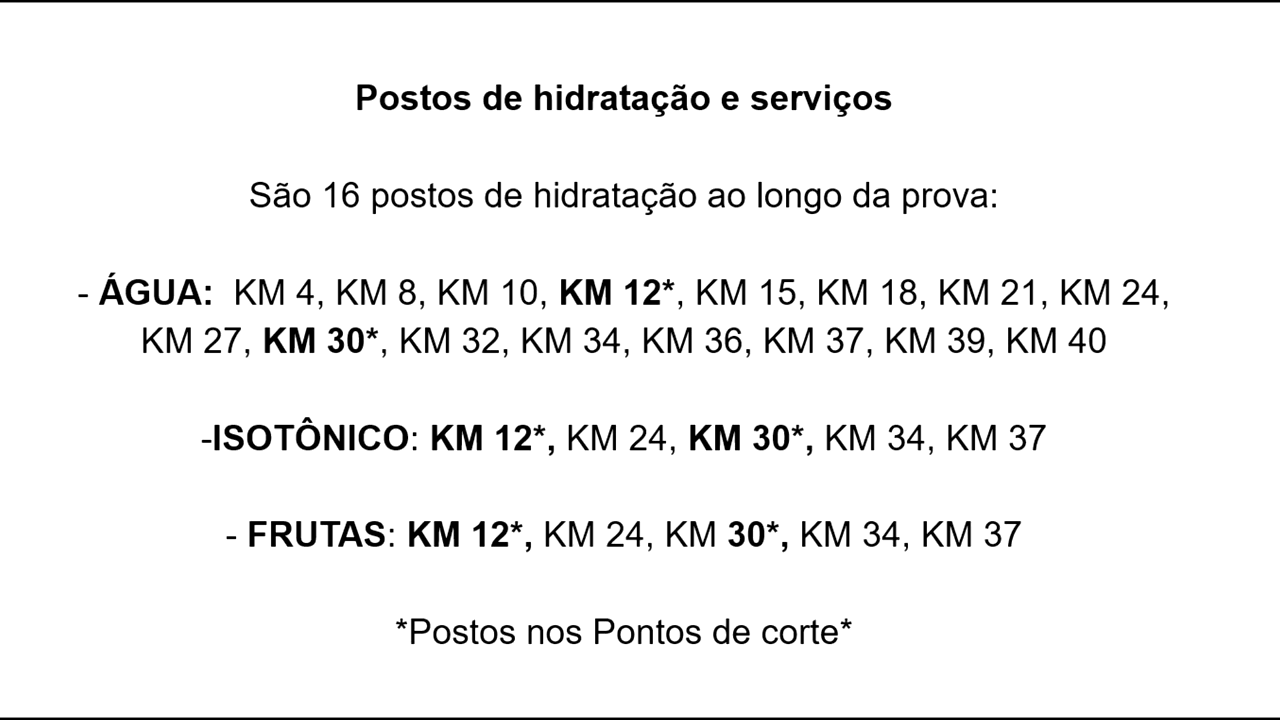 Postos de hidratação e serviços
São 16 postos de hidratação ao longo da prova:
- ÁGUA: KM 4, KM 8, KM 10, KM 12*, KM 15, KM 18, KM 21, KM 24,
KM 27, KM 30*, KM 32, KM 34, KM 36, KM 37, KM 39, KM 40
-ISOTÔNICO: KM 12*, KM 24, KM 30*, KM 34, KM 37
- FRUTAS: KM 12*, KM 24, KM 30*, KM 34, KM 37
*Postos nos Pontos de corte*